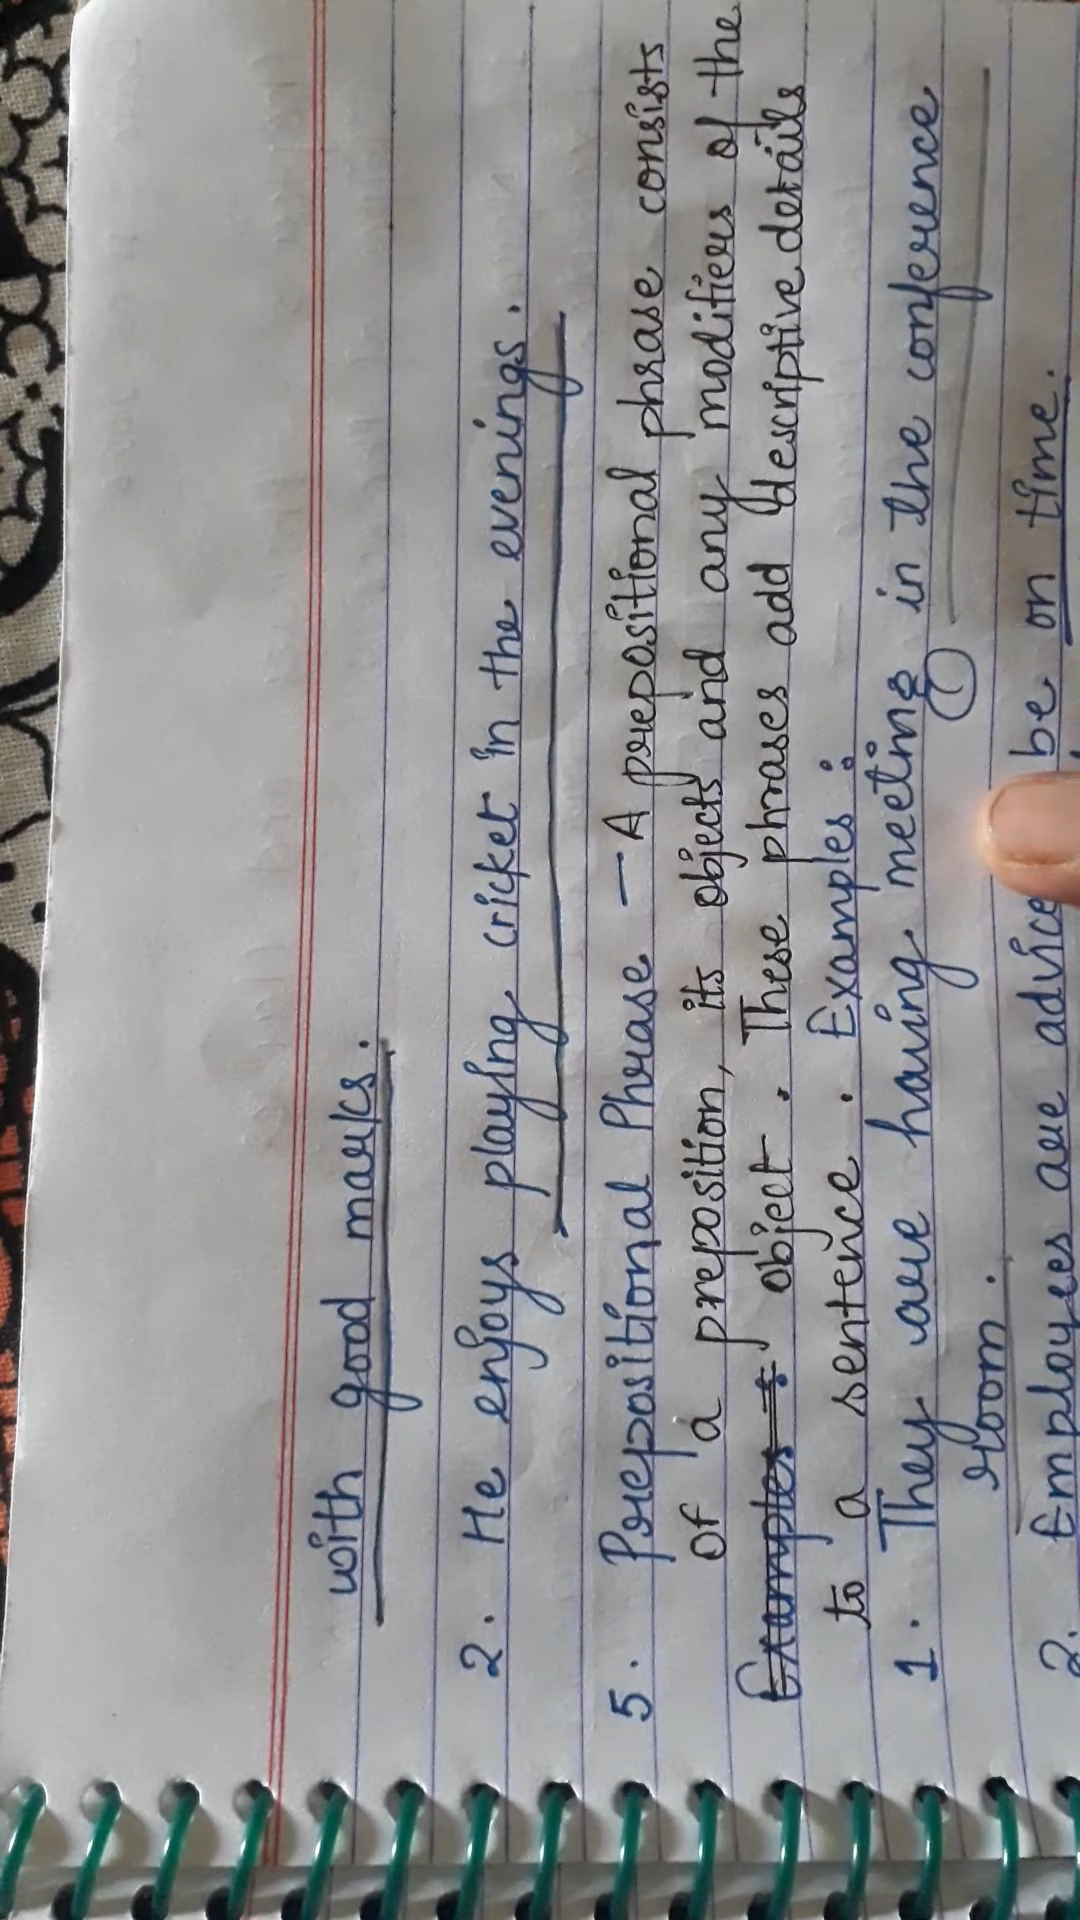 with good marks.
2. He enjoys playing cricket in the evenings.
5. Prepositional Phrase – A prepositional phrase consists
of a preposition, its objects and any modifiers of the
Examples : object. These phrases add descriptive details
to a sentence. Examples :
1. They are having meeting in the conference
room.
2. Employees are advice be on time.